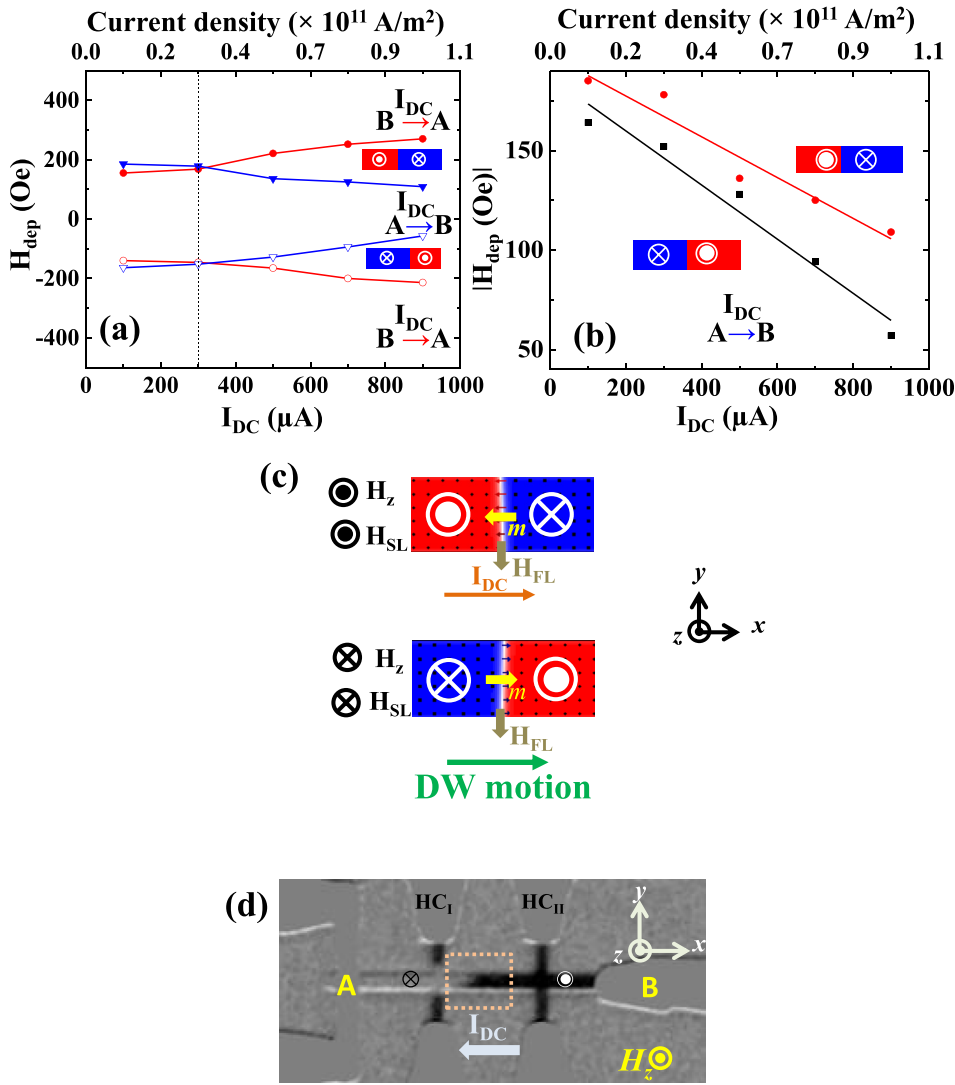 Current density (× 10¹¹ A/m²)
0.0 0.2 0.4 0.7 0.9 1.1
400
200
0
-200
-400
H_dep (Oe)
I_DC
B → A
I_DC
A → B
I_DC
B → A
(a)
0 200 400 600 800 1000
I_DC (μA)
Current density (× 10¹¹ A/m²)
0.0 0.2 0.4 0.7 0.9 1.1
150
100
50
|H_dep (Oe)|
I_DC
A → B
(b)
0 200 400 600 800 1000
I_DC (μA)
(c)
H_z
H_SL
m
H_FL
I_DC
H_z
H_SL
m
H_FL
DW motion
y
z x
(d)
HC_I HC_II
y
z x
A B
I_DC
H_z